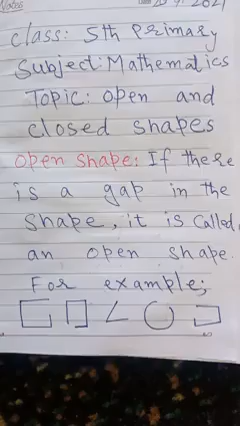 class: 5th Primary
Subject: Mathematics
Topic: open and
closed shapes
open shape: If there
is a gap in the
shape, it is called
an open shape.
For example;